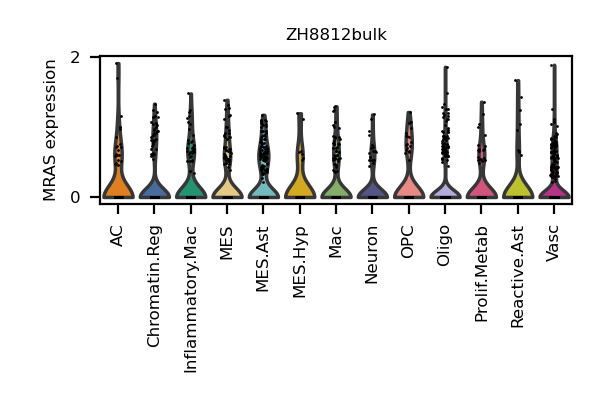 ZH8812bulk
MRAS expression
2
0
AC
Chromatin.Reg
Inflammatory.Mac
MES
MES.Ast
MES.Hyp
Mac
Neuron
OPC
Oligo
Prolif.Metab
Reactive.Ast
Vasc